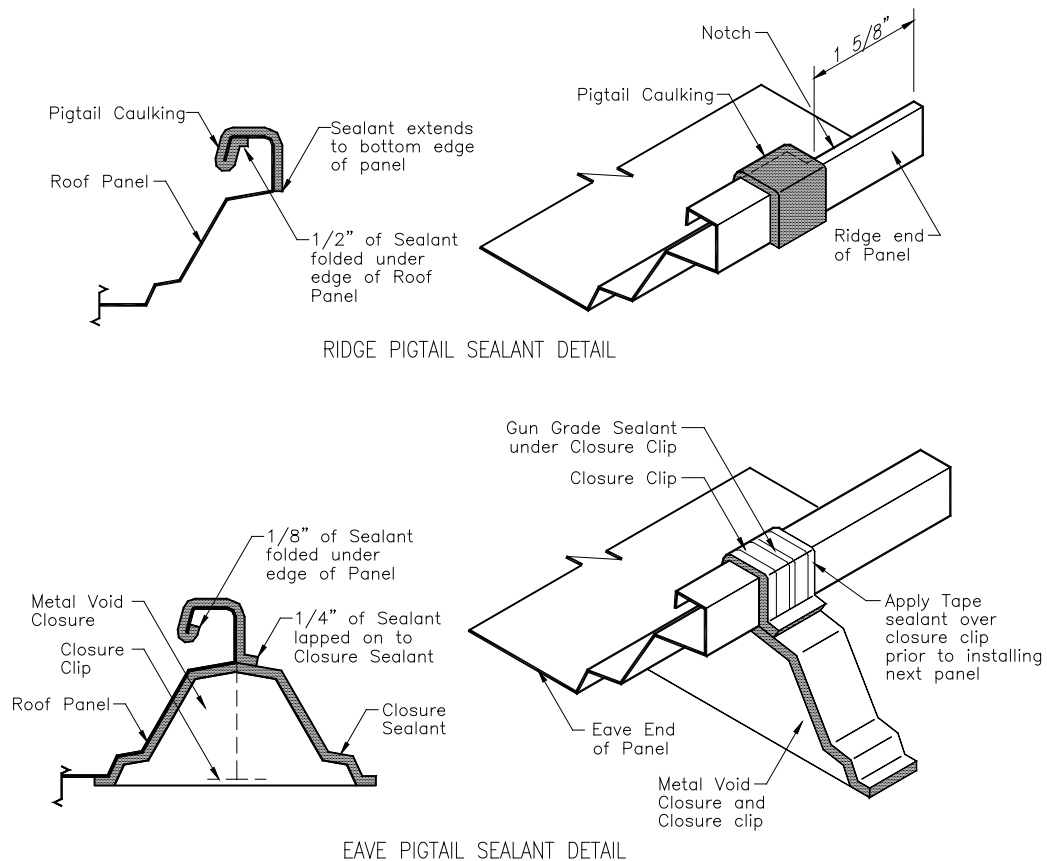 Pigtail Caulking
Roof Panel
Sealant extends
to bottom edge
of panel
1/2” of Sealant
folded under
edge of Roof
Panel
Notch
1 5/8”
Pigtail Caulking
Ridge end
of Panel
RIDGE PIGTAIL SEALANT DETAIL
1/8” of Sealant
folded under
edge of Panel
Metal Void
Closure
1/4” of Sealant
lapped on to
Closure Sealant
Closure
Clip
Roof Panel
Closure
Sealant
Gun Grade Sealant
under Closure Clip
Closure Clip
Apply Tape
sealant over
closure clip
prior to installing
next panel
Eave End
of Panel
Metal Void
Closure and
Closure clip
EAVE PIGTAIL SEALANT DETAIL